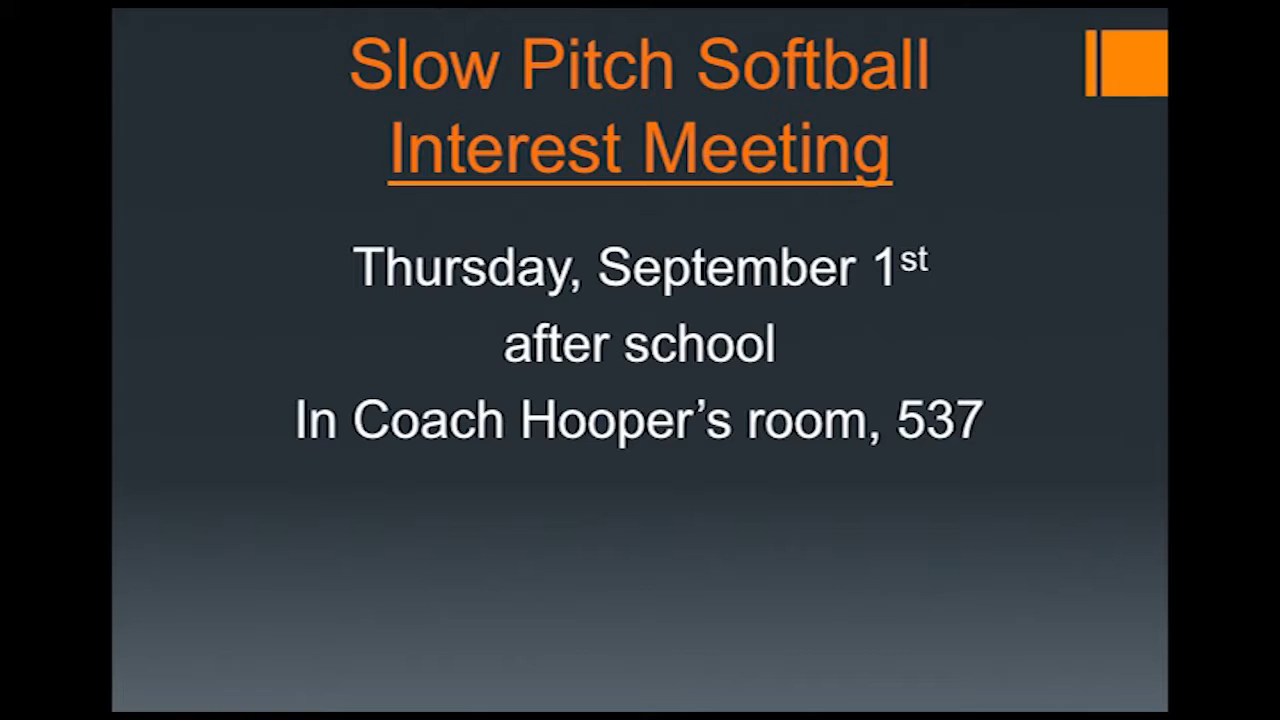 Slow Pitch Softball
Interest Meeting
Thursday, September 1st
after school
In Coach Hooper’s room, 537